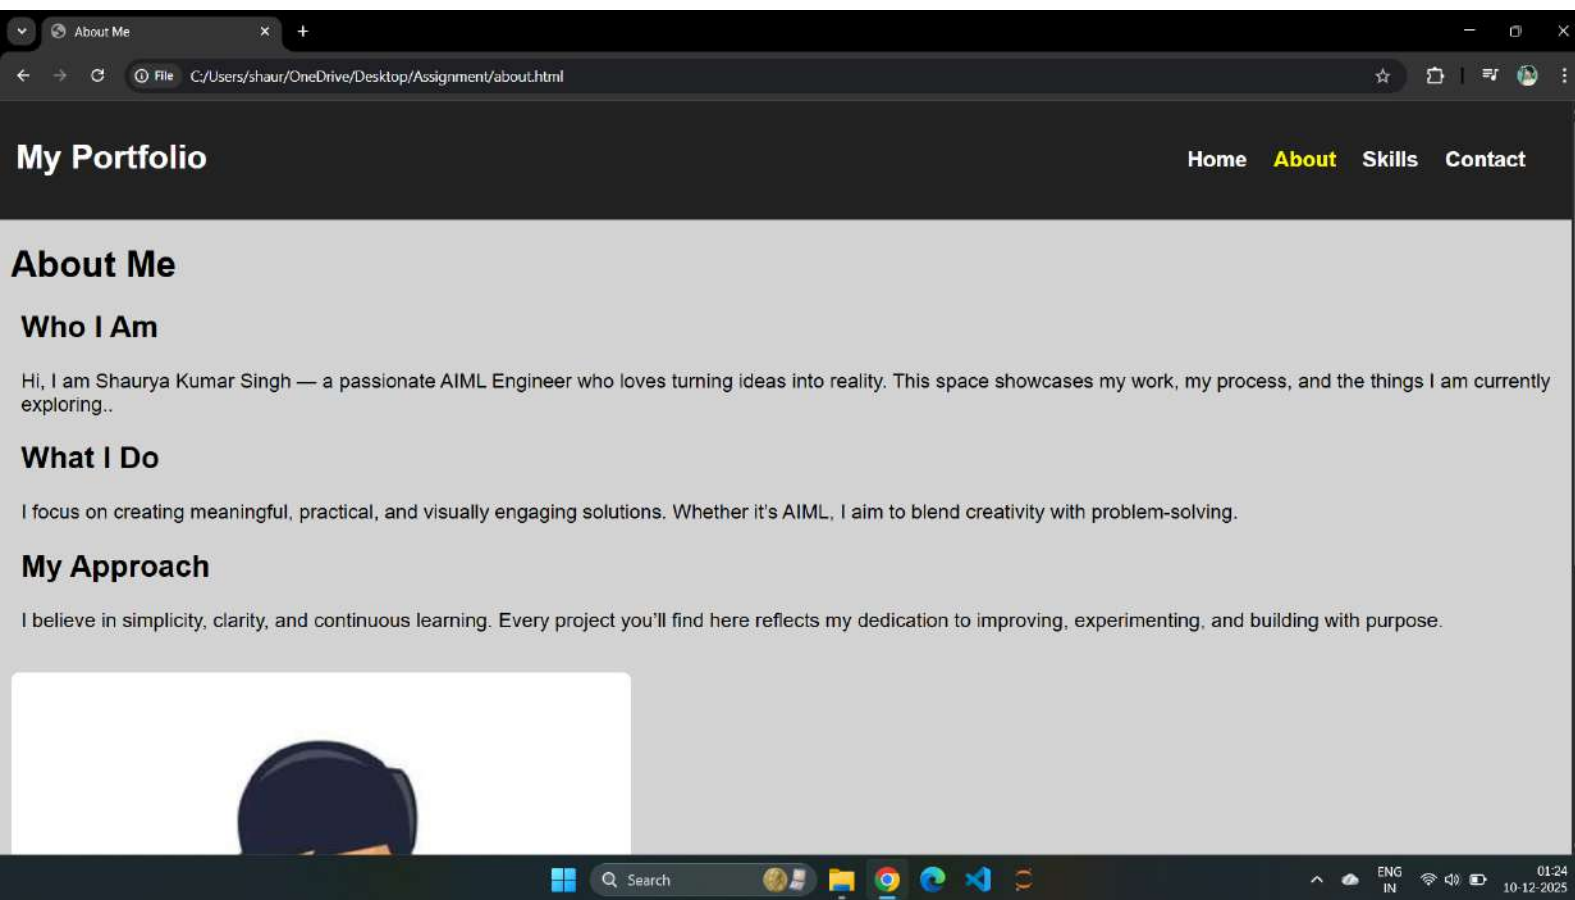 About Me
File C:/Users/shaur/OneDrive/Desktop/Assignment/about.html
My Portfolio
Home About Skills Contact
About Me
Who I Am
Hi, I am Shaurya Kumar Singh — a passionate AIML Engineer who loves turning ideas into reality. This space showcases my work, my process, and the things I am currently
exploring..
What I Do
I focus on creating meaningful, practical, and visually engaging solutions. Whether it’s AIML, I aim to blend creativity with problem-solving.
My Approach
I believe in simplicity, clarity, and continuous learning. Every project you’ll find here reflects my dedication to improving, experimenting, and building with purpose.
Search
ENG
IN
01:24
10-12-2025